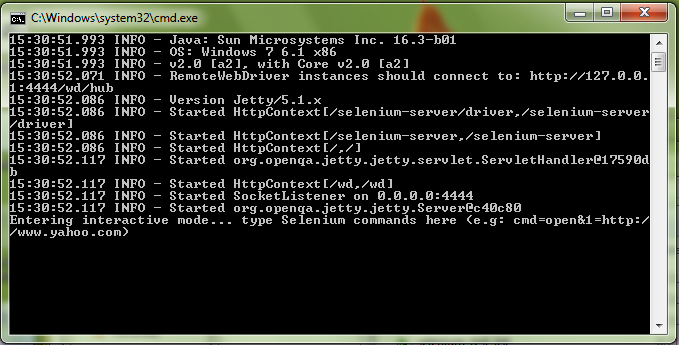 C:\Windows\system32\cmd.exe
15:30:51.993 INFO - Java: Sun Microsystems Inc. 16.3-b01
15:30:51.993 INFO - OS: Windows 7 6.1 x86
15:30:51.993 INFO - v2.0 [a2], with Core v2.0 [a2]
15:30:52.071 INFO - RemoteWebDriver instances should connect to: http://127.0.0.
1:4444/wd/hub
15:30:52.086 INFO - Version Jetty/5.1.x
15:30:52.086 INFO - Started HttpContext[/selenium-server/driver,/selenium-server
/driver]
15:30:52.086 INFO - Started HttpContext[/selenium-server,/selenium-server]
15:30:52.086 INFO - Started HttpContext[/,/]
15:30:52.117 INFO - Started org.openqa.jetty.jetty.servlet.ServletHandler@17590d
b
15:30:52.117 INFO - Started HttpContext[/wd,/wd]
15:30:52.117 INFO - Started SocketListener on 0.0.0.0:4444
15:30:52.117 INFO - Started org.openqa.jetty.jetty.Server@c40c80
Entering interactive mode... type Selenium commands here (e.g: cmd=open&1=http:/
/www.yahoo.com)